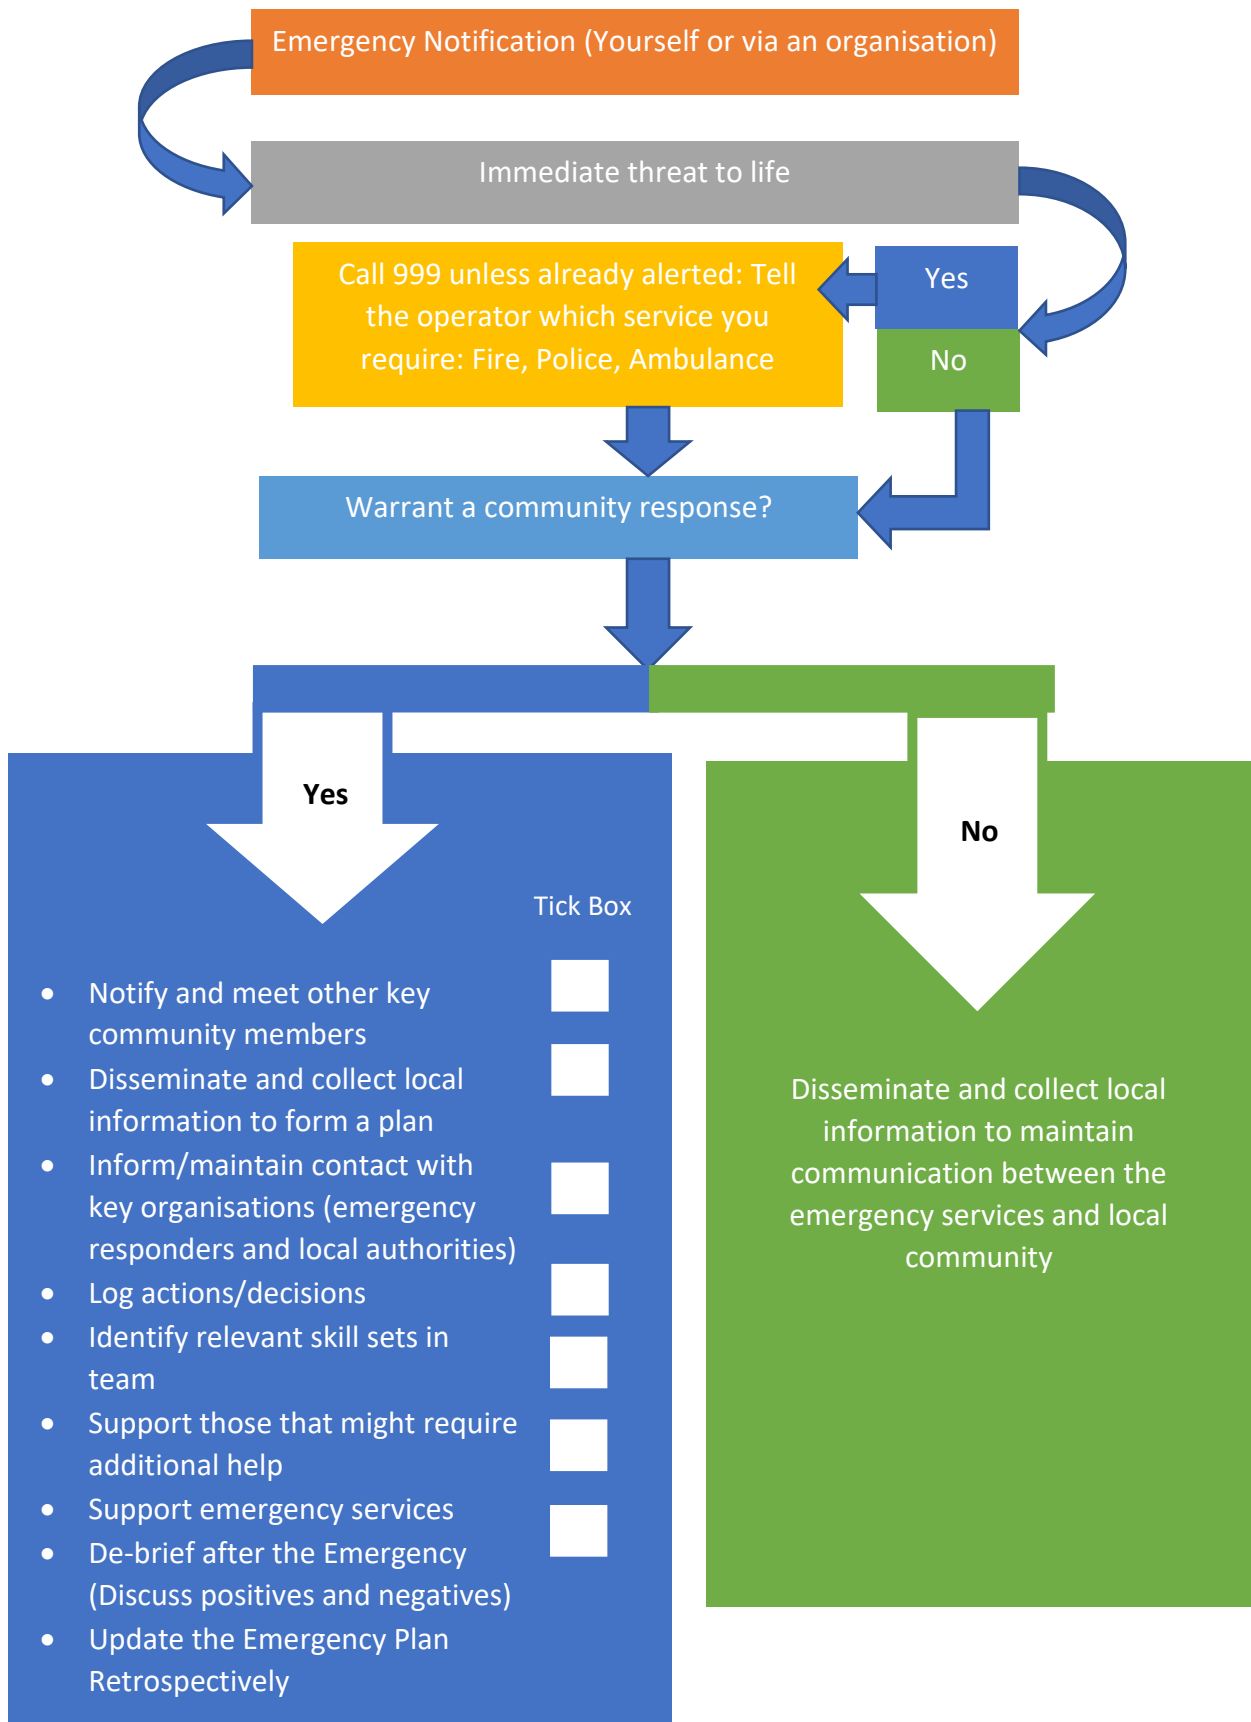 Emergency Notification (Yourself or via an organisation)
Immediate threat to life
Call 999 unless already alerted: Tell
the operator which service you
require: Fire, Police, Ambulance
Yes
No
Warrant a community response?
Yes
No
Tick Box
• Notify and meet other key
community members
• Disseminate and collect local
information to form a plan
• Inform/maintain contact with
key organisations (emergency
responders and local authorities)
• Log actions/decisions
• Identify relevant skill sets in
team
• Support those that might require
additional help
• Support emergency services
• De-brief after the Emergency
(Discuss positives and negatives)
• Update the Emergency Plan
Retrospectively
Disseminate and collect local
information to maintain
communication between the
emergency services and local
community